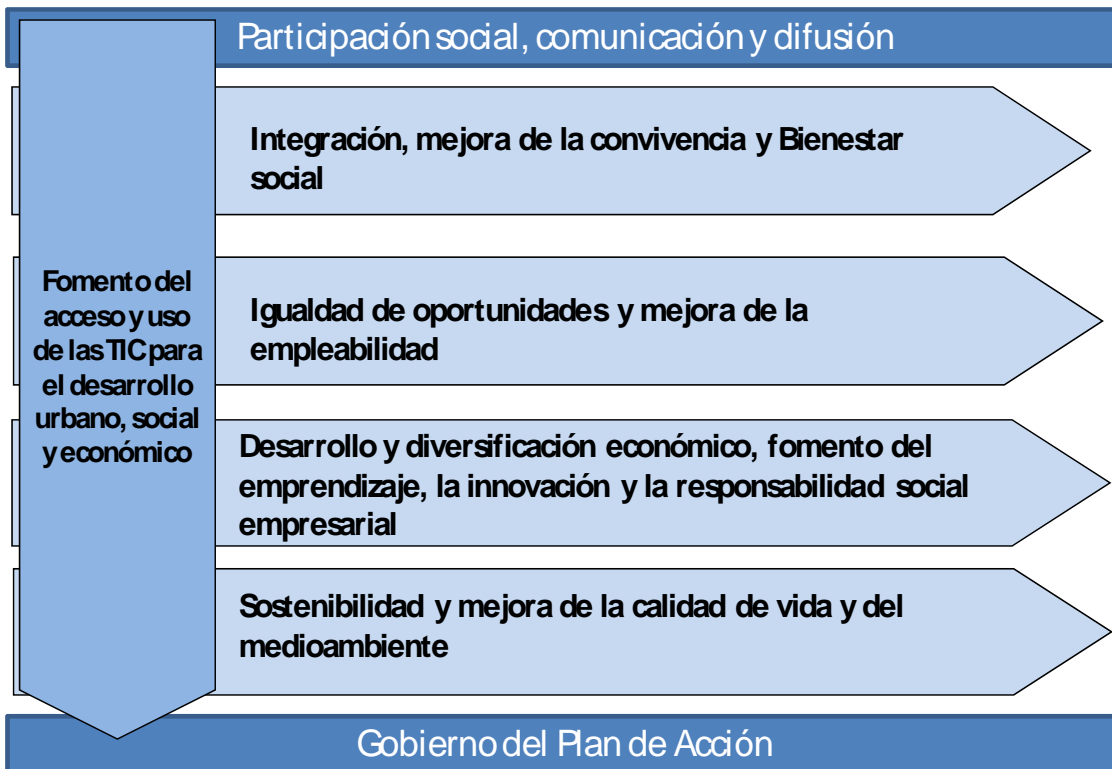 Participación social, comunicación y difusión
Integración, mejora de la convivencia y Bienestar
social
Fomento del
acceso y uso
de las TIC para
el desarrollo
urbano, social
y económico
Igualdad de oportunidades y mejora de la
empleabilidad
Desarrollo y diversificación económico, fomento del
emprendizaje, la innovación y la responsabilidad social
empresarial
Sostenibilidad y mejora de la calidad de vida y del
medioambiente
Gobierno del Plan de Acción